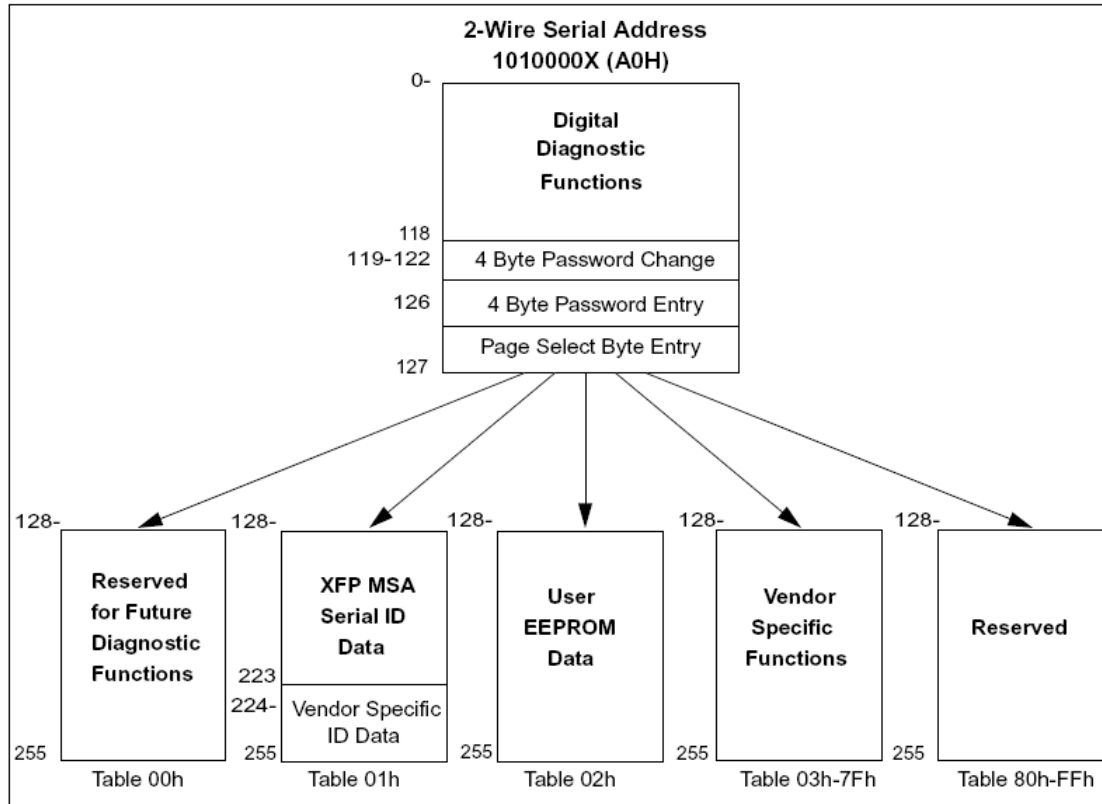 2-Wire Serial Address
1010000X (A0H)
0-
Digital
Diagnostic
Functions
118
119-122
4 Byte Password Change
126
4 Byte Password Entry
Page Select Byte Entry
127
128-
Reserved
for Future
Diagnostic
Functions
255
Table 00h
128-
XFP MSA
Serial ID
Data
223
224-
Vendor Specific
ID Data
255
Table 01h
128-
User
EEPROM
Data
255
Table 02h
128-
Vendor
Specific
Functions
255
Table 03h-7Fh
128-
Reserved
255
Table 80h-FFh